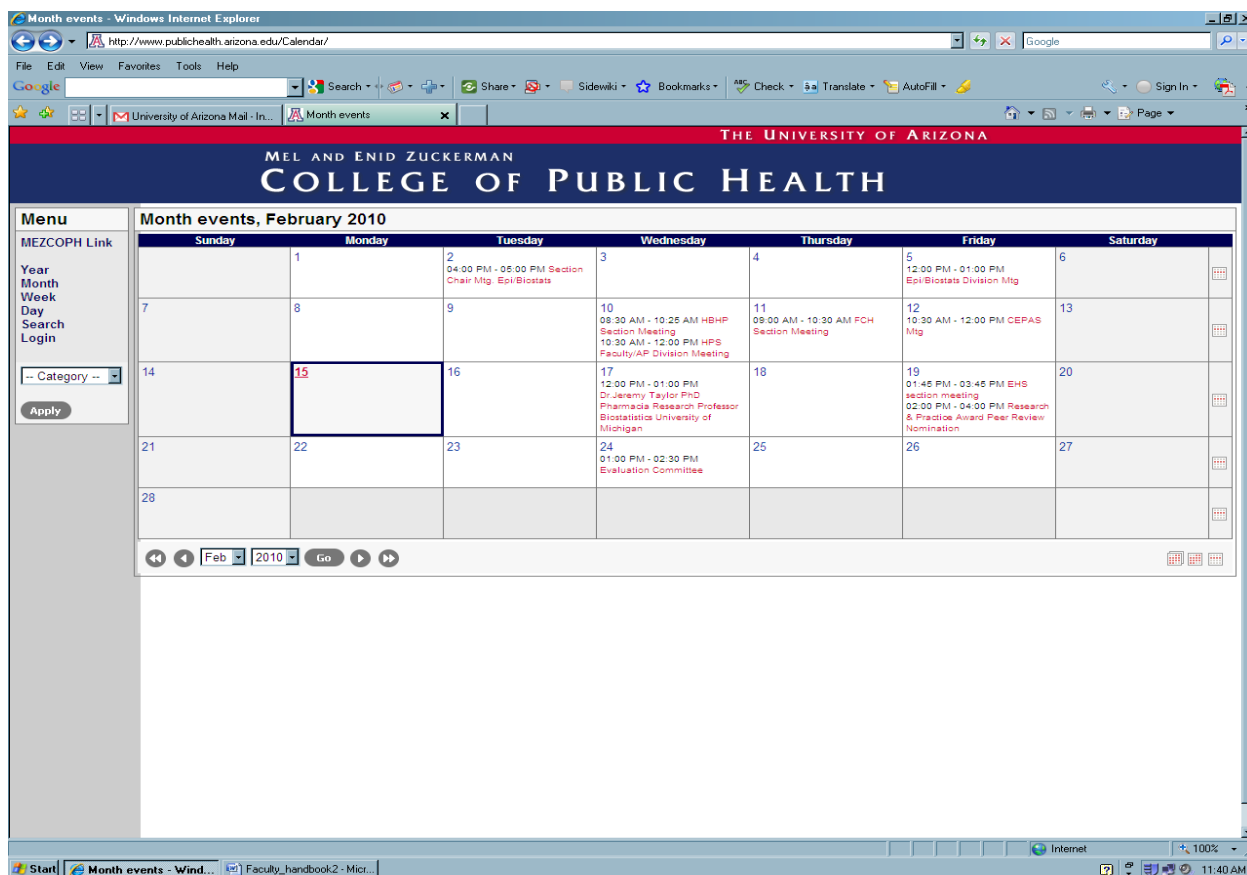 Month events - Windows Internet Explorer
http://www.publichealth.arizona.edu/Calendar/
Google
File Edit View Favorites Tools Help
Google
Search
Share
Sidewiki
Bookmarks
Check
Translate
AutoFill
Sign In
University of Arizona Mail - In...
Month events
Page
THE UNIVERSITY OF ARIZONA
MEL AND ENID ZUCKERMAN
COLLEGE OF PUBLIC HEALTH
Menu
MEZCOPH Link
Year
Month
Week
Day
Search
Login
-- Category --
Apply
Month events, February 2010
Sunday Monday Tuesday Wednesday Thursday Friday Saturday
1
2
04:00 PM - 05:00 PM Section
Chair Mtg. Epi/Biostats
3
4
5
12:00 PM - 01:00 PM
Epi/Biostats Division Mtg
6
7
8
9
10
08:30 AM - 10:25 AM HBHP
Section Meeting
10:30 AM - 12:00 PM HPS
Faculty/AP Division Meeting
11
09:00 AM - 10:30 AM FCH
Section Meeting
12
10:30 AM - 12:00 PM CEPAS
Mtg
13
14
15
16
17
12:00 PM - 01:00 PM
Dr.Jeremy Taylor PhD
Pharmacia Research Professor
Biostatistics University of
Michigan
18
19
01:45 PM - 03:45 PM EHS
section meeting
02:00 PM - 04:00 PM Research
& Practice Award Peer Review
Nomination
20
21
22
23
24
01:00 PM - 02:30 PM
Evaluation Committee
25
26
27
28
Feb 2010 Go
Internet
100%
Start
Month events - Wind...
Faculty_handbook2 - Micr...
11:40 AM